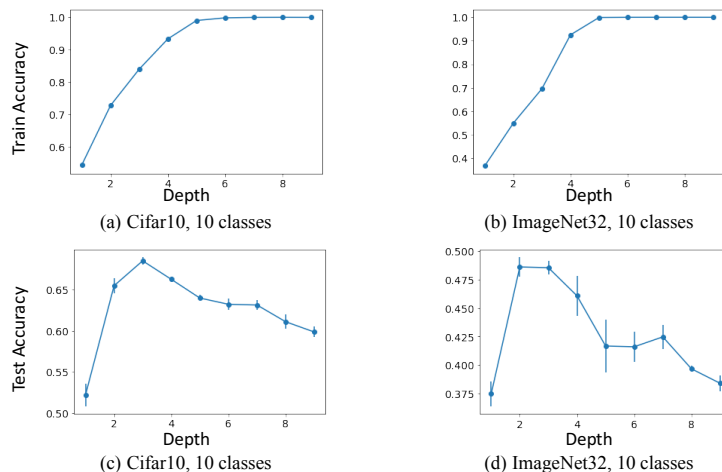 Train Accuracy
1.0
0.9
0.8
0.7
0.6
2 4 6 8
Depth
(a) Cifar10, 10 classes
1.0
0.9
0.8
0.7
0.6
0.5
0.4
2 4 6 8
Depth
(b) ImageNet32, 10 classes
Test Accuracy
0.65
0.60
0.55
0.50
2 4 6 8
Depth
(c) Cifar10, 10 classes
0.500
0.475
0.450
0.425
0.400
0.375
2 4 6 8
Depth
(d) ImageNet32, 10 classes